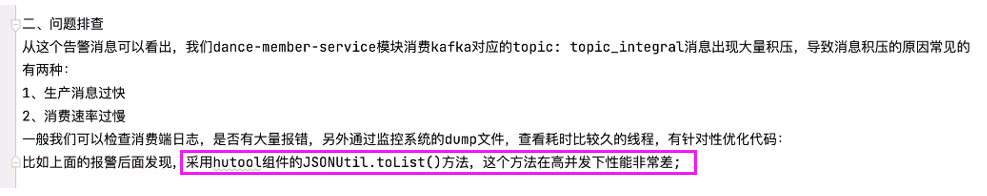 二、问题排查
从这个告警消息可以看出，我们dance-member-service模块消费kafka对应的topic: topic_integral消息出现大量积压，导致消息积压的原因常见的
有两种：
1、生产消息过快
2、消费速率过慢
一般我们可以检查消费端日志，是否有大量报错，另外通过监控系统的dump文件，查看耗时比较久的线程，有针对性优化代码：
比如上面的报警后面发现，采用hutool组件的JSONUtil.toList()方法，这个方法在高并发下性能非常差；